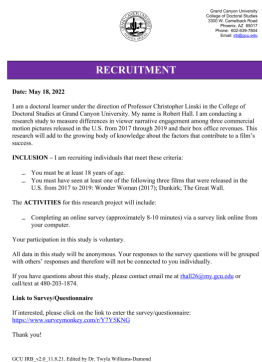 Grand Canyon University
College of Doctoral Studies
3300 W. Camelback Road
Phoenix, AZ 85017
Phone: 602-639-7804
Email: irb@gcu.edu
RECRUITMENT
Date: May 18, 2022
I am a doctoral learner under the direction of Professor Christopher Linski in the College of
Doctoral Studies at Grand Canyon University. My name is Robert Hall. I am conducting a
research study to measure differences in viewer narrative engagement among three commercial
motion pictures released in the U.S. from 2017 through 2019 and their box office revenues. This
research will add to the growing body of knowledge about the factors that contribute to a film's
success.
INCLUSION – I am recruiting individuals that meet these criteria:
— You must be at least 18 years of age.
— You must have seen at least one of the following three films that were released in the
U.S. from 2017 to 2019: Wonder Woman (2017); Dunkirk; The Great Wall.
The ACTIVITIES for this research project will include:
— Completing an online survey (approximately 8-10 minutes) via a survey link online from
your computer.
Your participation in this study is voluntary.
All data in this study will be anonymous. Your responses to the survey questions will be grouped
with others' responses and therefore will not be connected to you individually.
If you have questions about this study, please contact me at rhall26@my.gcu.edu or
call/text at 480-203-1874.
Link to Survey/Questionnaire
If interested, please click on the link to enter the survey/questionnaire:
https://www.surveymonkey.com/r/Y7Y5KNG
Thank you!
GCU IRB_v2.0_11.8.21, Edited by Dr. Twyla Williams-Damond